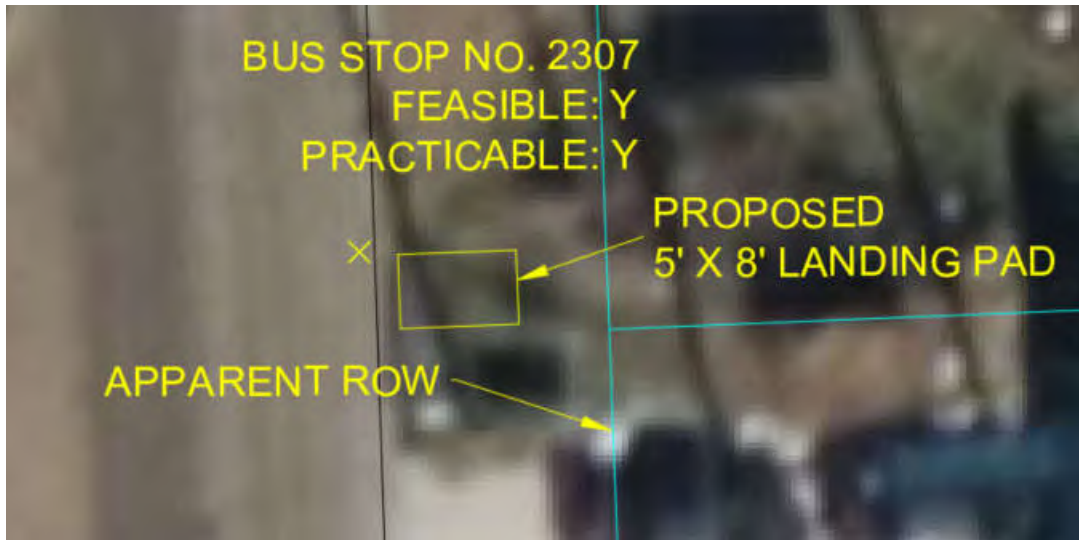 BUS STOP NO. 2307
FEASIBLE: Y
PRACTICABLE: Y
PROPOSED
5' X 8' LANDING PAD
APPARENT ROW